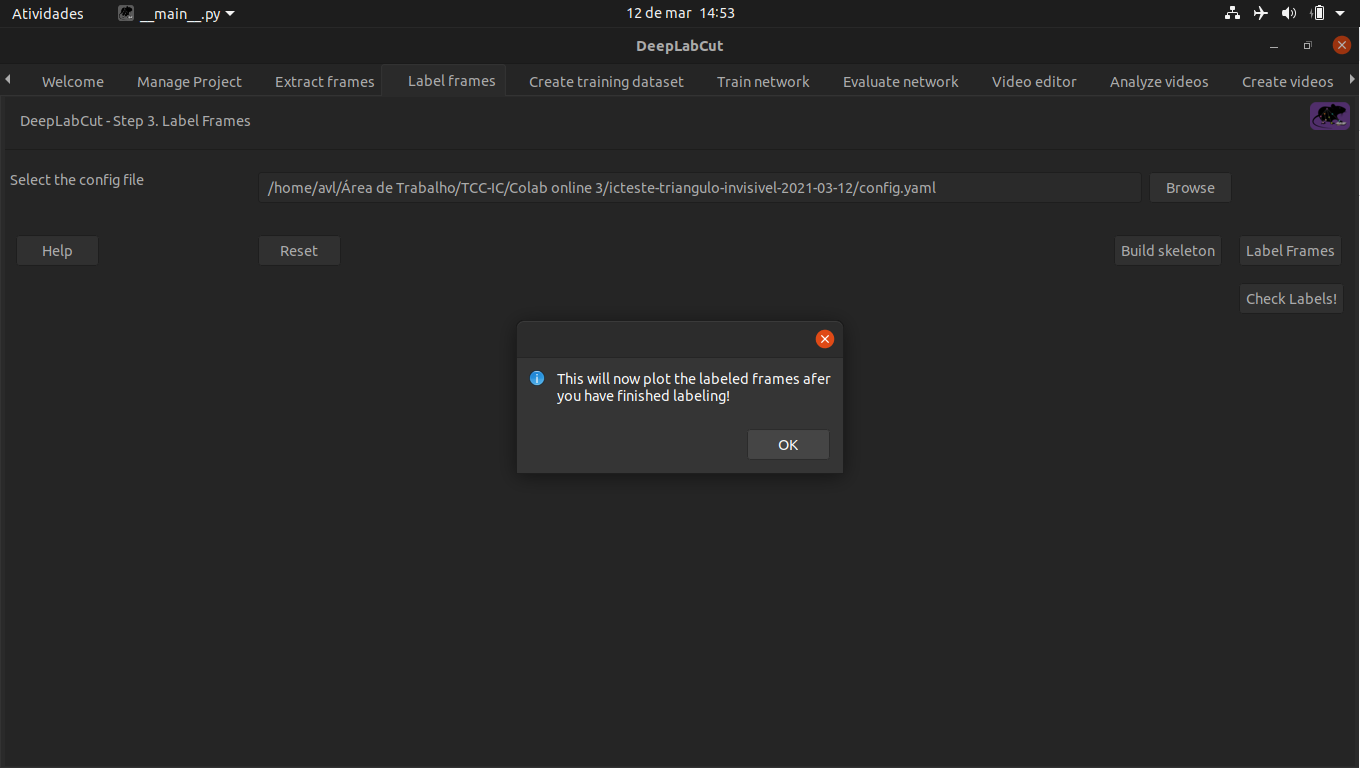 Atividades __main__.py 12 de mar 14:53
DeepLabCut
Welcome Manage Project Extract frames Label frames Create training dataset Train network Evaluate network Video editor Analyze videos Create videos
DeepLabCut - Step 3. Label Frames
Select the config file /home/avl/Área de Trabalho/TCC-IC/Colab online 3/icteste-triangulo-invisivel-2021-03-12/config.yaml Browse
Help Reset Build skeleton Label Frames
Check Labels!
This will now plot the labeled frames afer
you have finished labeling!
OK